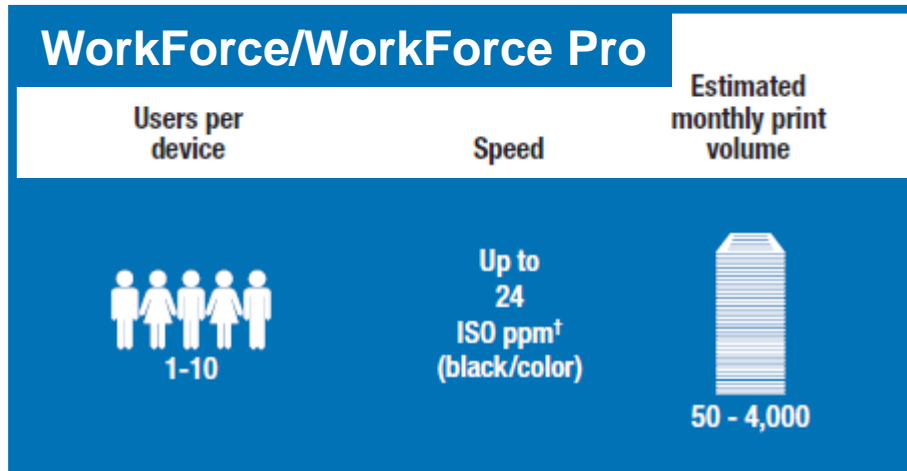 WorkForce/WorkForce Pro
Users per
device
Speed
Estimated
monthly print
volume
1-10
Up to
24
ISO ppm†
(black/color)
50 - 4,000